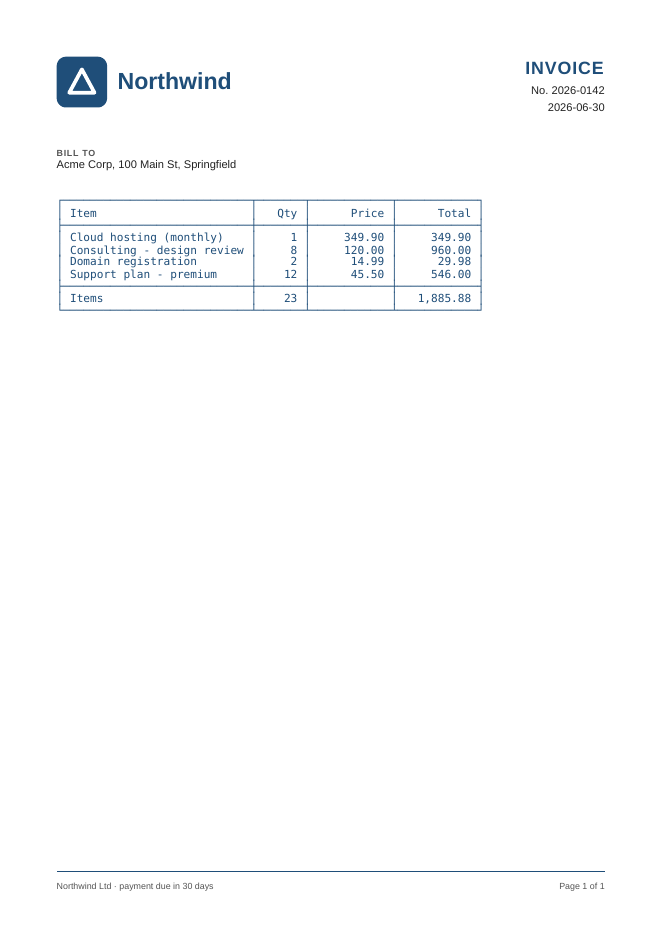 Northwind
INVOICE
No. 2026-0142
2026-06-30
BILL TO
Acme Corp, 100 Main St, Springfield
Item Qty Price Total
Cloud hosting (monthly) 1 349.90 349.90
Consulting - design review 8 120.00 960.00
Domain registration 2 14.99 29.98
Support plan - premium 12 45.50 546.00
Items 23 1,885.88
Northwind Ltd · payment due in 30 days
Page 1 of 1